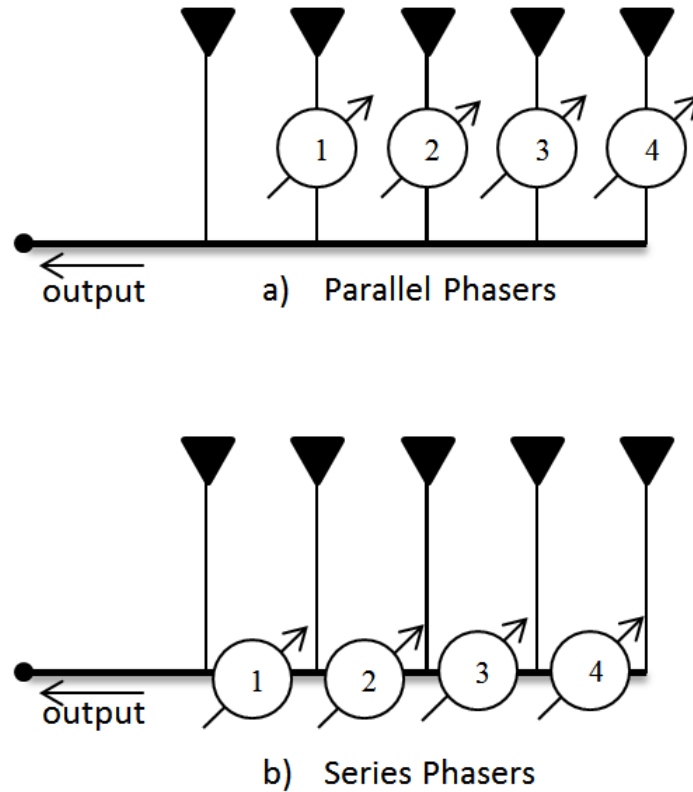 1 2 3 4
output
a) Parallel Phasers
1 2 3 4
output
b) Series Phasers